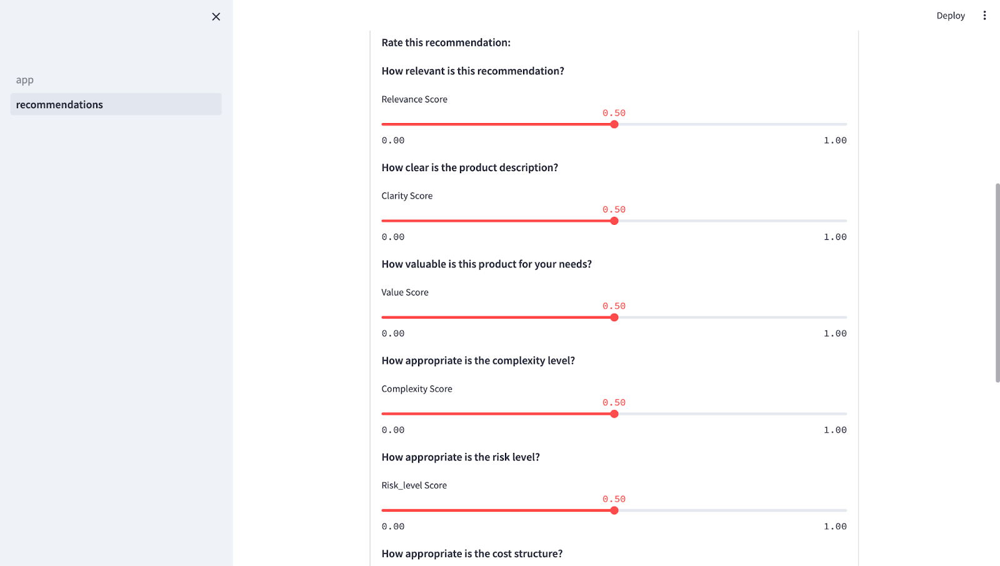 Deploy
app
recommendations
Rate this recommendation:
How relevant is this recommendation?
Relevance Score
0.50
0.00 1.00
How clear is the product description?
Clarity Score
0.50
0.00 1.00
How valuable is this product for your needs?
Value Score
0.50
0.00 1.00
How appropriate is the complexity level?
Complexity Score
0.50
0.00 1.00
How appropriate is the risk level?
Risk_level Score
0.50
0.00 1.00
How appropriate is the cost structure?